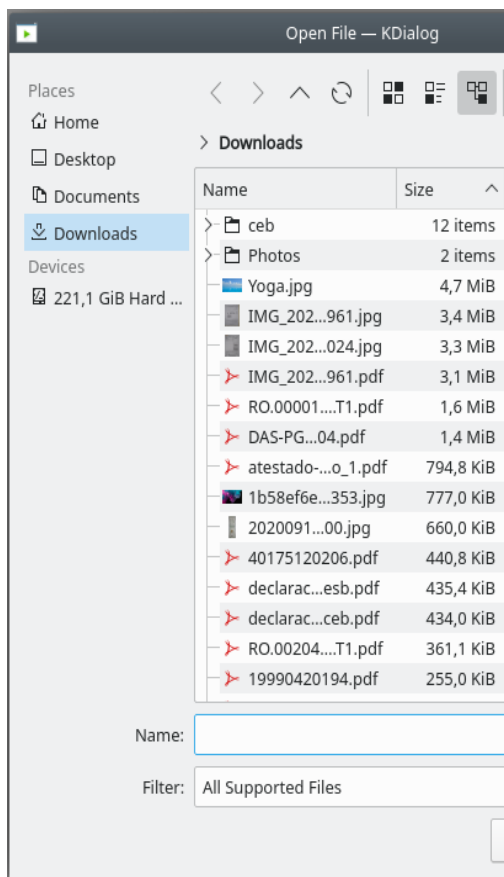 Open File — KDialog
Places
Home
Desktop
Documents
Downloads
Devices
221,1 GiB Hard ...
Downloads
Name Size
ceb 12 items
Photos 2 items
Yoga.jpg 4,7 MiB
IMG_202...961.jpg 3,4 MiB
IMG_202...024.jpg 3,3 MiB
IMG_202...961.pdf 3,1 MiB
RO.00001....T1.pdf 1,6 MiB
DAS-PG...04.pdf 1,4 MiB
atestado-...o_1.pdf 794,8 KiB
1b58ef6e...353.jpg 777,0 KiB
2020091...00.jpg 660,0 KiB
40175120206.pdf 440,8 KiB
declarac...esb.pdf 435,4 KiB
declarac...ceb.pdf 434,0 KiB
RO.00204....T1.pdf 361,1 KiB
19990420194.pdf 255,0 KiB
Name:
Filter: All Supported Files